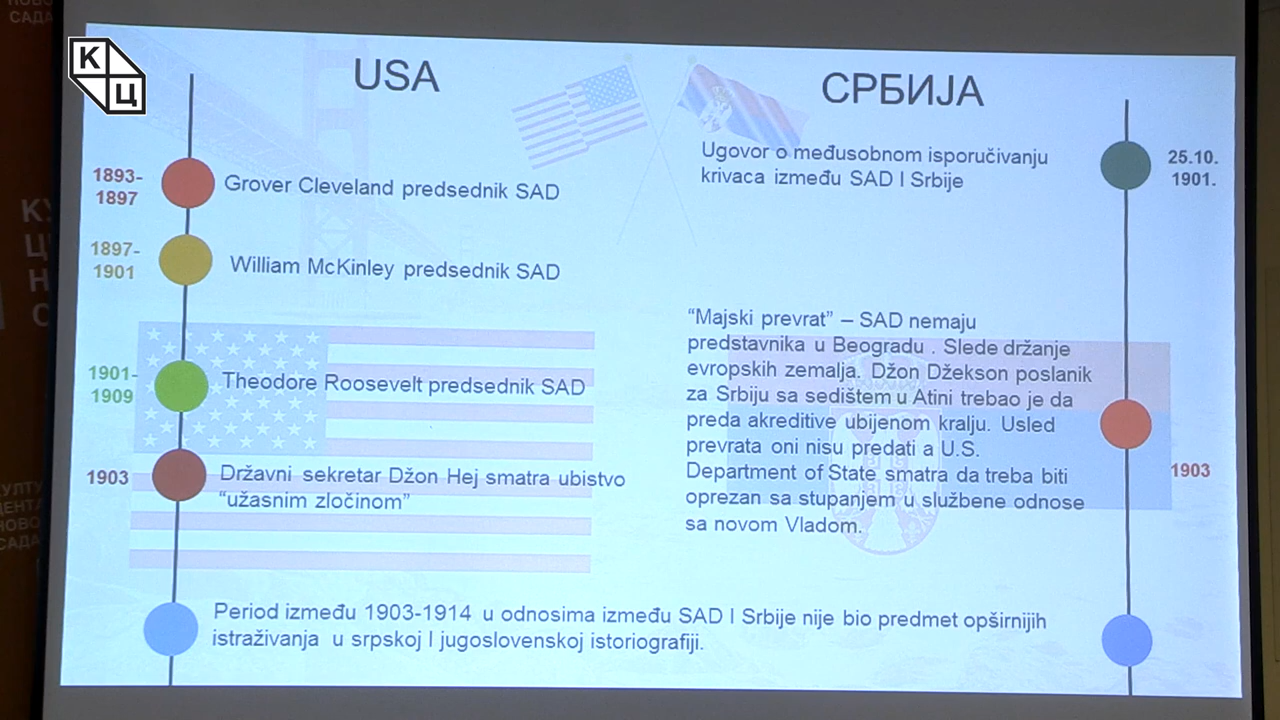 К
Ц
USA
1893-
1897
Grover Cleveland predsednik SAD
1897-
1901
William McKinley predsednik SAD
1901-
1909
Theodore Roosevelt predsednik SAD
1903
Državni sekretar Džon Hej smatra ubistvo
“užasnim zločinom”
СРБИЈА
Ugovor o međusobnom isporučivanju
krivaca između SAD I Srbije
25.10.
1901.
“Majski prevrat” – SAD nemaju
predstavnika u Beogradu . Slede držanje
evropskih zemalja. Džon Džekson poslanik
za Srbiju sa sedištem u Atini trebao je da
preda akreditive ubijenom kralju. Usled
prevrata oni nisu predati a U.S.
Department of State smatra da treba biti
oprezan sa stupanjem u službene odnose
sa novom Vladom.
1903
Period između 1903-1914 u odnosima između SAD I Srbije nije bio predmet opširnijih
istraživanja u srpskoj I jugoslovenskoj istoriografiji.